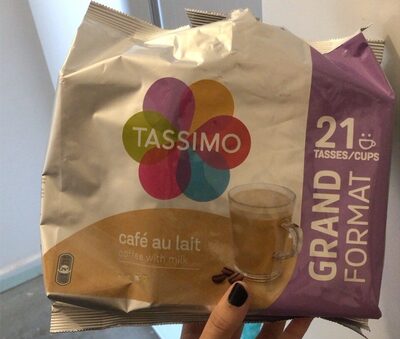 TASSIMO
21
TASSES/CUPS
GRAND
FORMAT
café au lait
coffee with milk